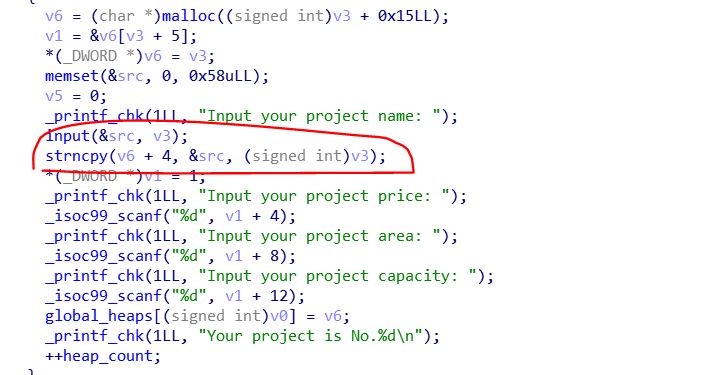 {
v6 = (char *)malloc((signed int)v3 + 0x15LL);
v1 = &v6[v3 + 5];
*(_DWORD *)v6 = v3;
memset(&src, 0, 0x58uLL);
v5 = 0;
_printf_chk(1LL, "Input your project name: ");
input(&src, v3);
strncpy(v6 + 4, &src, (signed int)v3);
*(_DWORD *)v1 = 1;
_printf_chk(1LL, "Input your project price: ");
_isoc99_scanf("%d", v1 + 4);
_printf_chk(1LL, "Input your project area: ");
_isoc99_scanf("%d", v1 + 8);
_printf_chk(1LL, "Input your project capacity: ");
_isoc99_scanf("%d", v1 + 12);
global_heaps[(signed int)v0] = v6;
_printf_chk(1LL, "Your project is No.%d\n");
++heap_count;
}